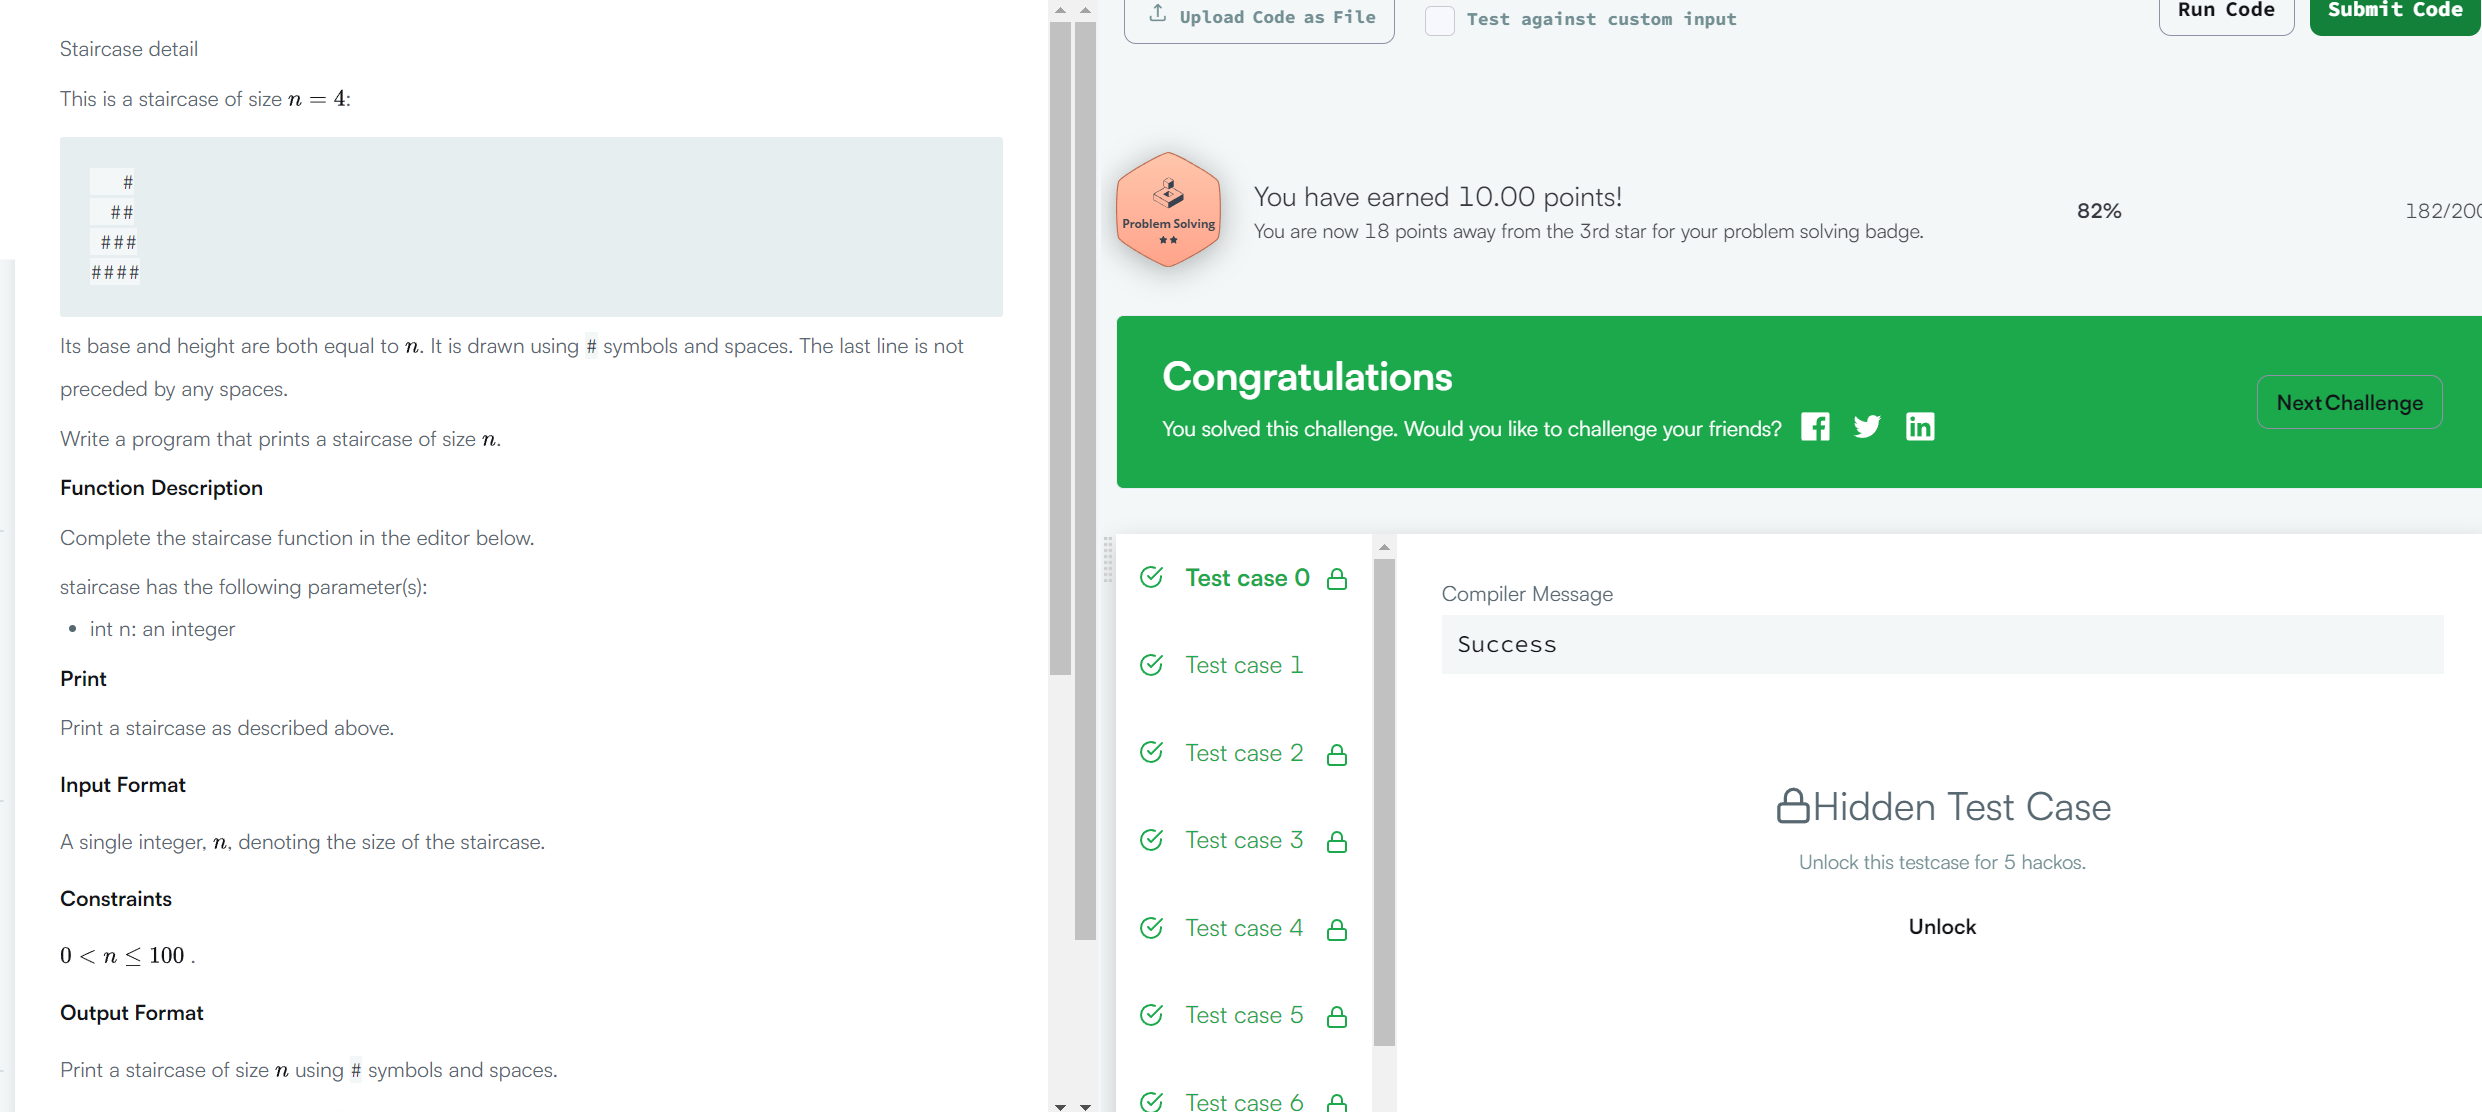 Staircase detail
This is a staircase of size n = 4:
#
##
###
####
Its base and height are both equal to n. It is drawn using # symbols and spaces. The last line is not
preceded by any spaces.
Write a program that prints a staircase of size n.
Function Description
Complete the staircase function in the editor below.
staircase has the following parameter(s):
• int n: an integer
Print
Print a staircase as described above.
Input Format
A single integer, n, denoting the size of the staircase.
Constraints
0 < n ≤ 100 .
Output Format
Print a staircase of size n using # symbols and spaces.
Upload Code as File
Test against custom input
Run Code
Submit Code
Problem Solving
You have earned 10.00 points!
You are now 18 points away from the 3rd star for your problem solving badge.
82%
182/200
Congratulations
You solved this challenge. Would you like to challenge your friends?
Next Challenge
Test case 0
Test case 1
Test case 2
Test case 3
Test case 4
Test case 5
Test case 6
Compiler Message
Success
Hidden Test Case
Unlock this testcase for 5 hackos.
Unlock